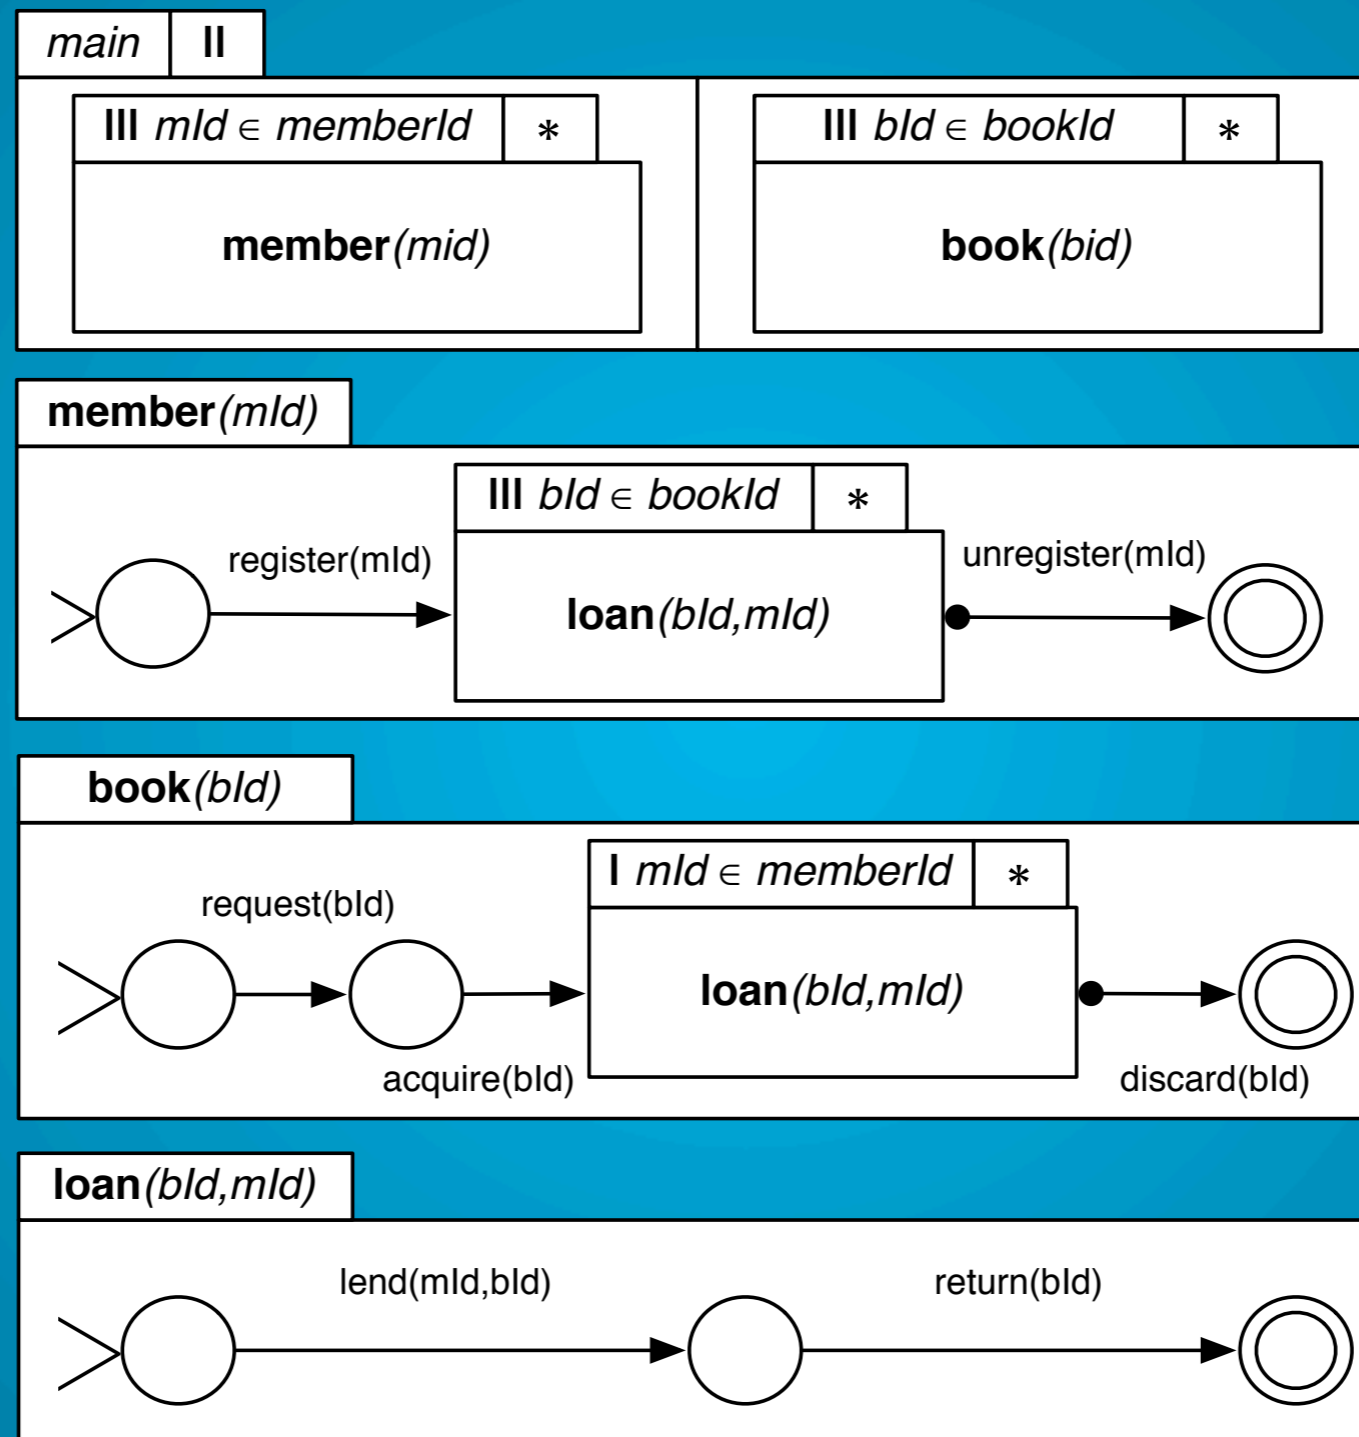 main II
III mId ∈ memberId *
member(mid)
III bId ∈ bookId *
book(bid)
member(mId)
register(mId)
III bId ∈ bookId *
loan(bId,mId)
unregister(mId)
book(bId)
request(bId)
acquire(bId)
I mId ∈ memberId *
loan(bId,mId)
discard(bId)
loan(bId,mId)
lend(mId,bId)
return(bId)